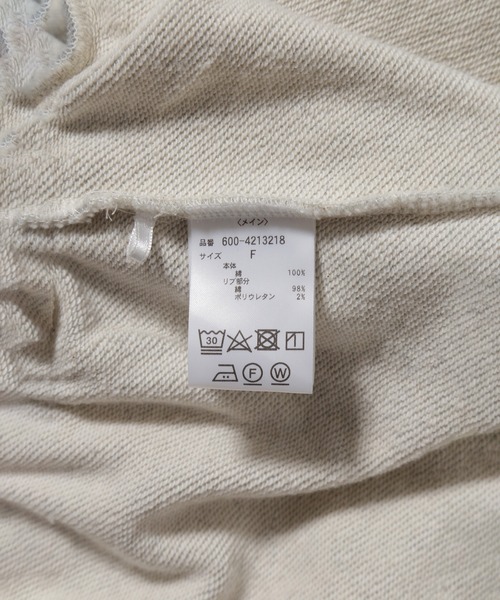 〈メイン〉
品番 600-4213218
サイズ F
本体
綿 100%
リブ部分
綿 98%
ポリウレタン 2%
30
F W